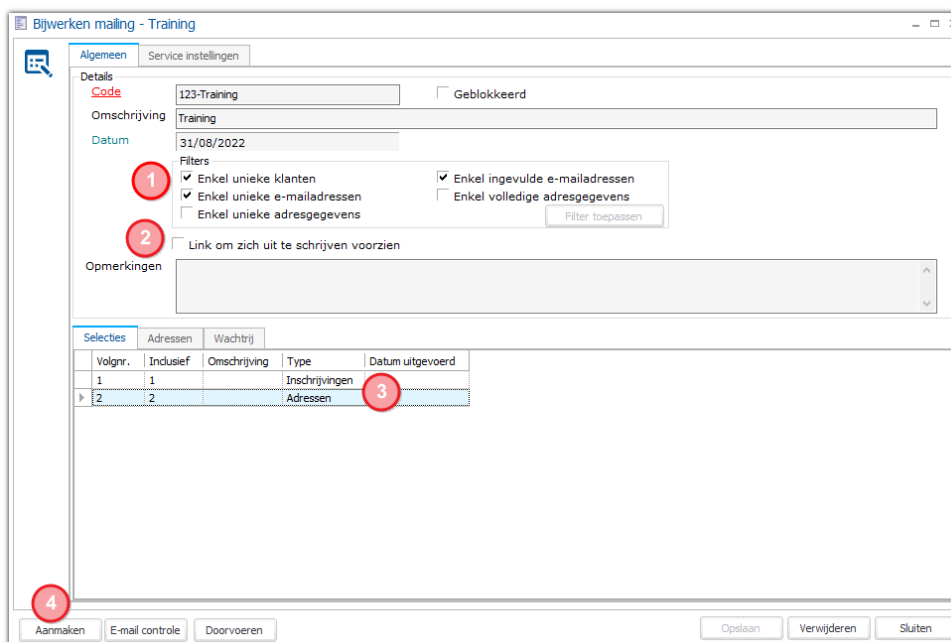 Bijwerken mailing - Training
Algemeen Service instellingen
Details
Code 123-Training Geblokkeerd
Omschrijving Training
Datum 31/08/2022
Filters
1 Enkel unieke klanten Enkel ingevulde e-mailadressen
Enkel unieke e-mailadressen Enkel volledige adresgegevens
Enkel unieke adresgegevens Filter toepassen
2 Link om zich uit te schrijven voorzien
Opmerkingen
Selecties Adressen Wachtrij
Volgnr. Inclusief Omschrijving Type Datum uitgevoerd
1 1 Inschrijvingen
2 2 Adressen 3
4
Aanmaken E-mail controle Doorvoeren Opslaan Verwijderen Sluiten